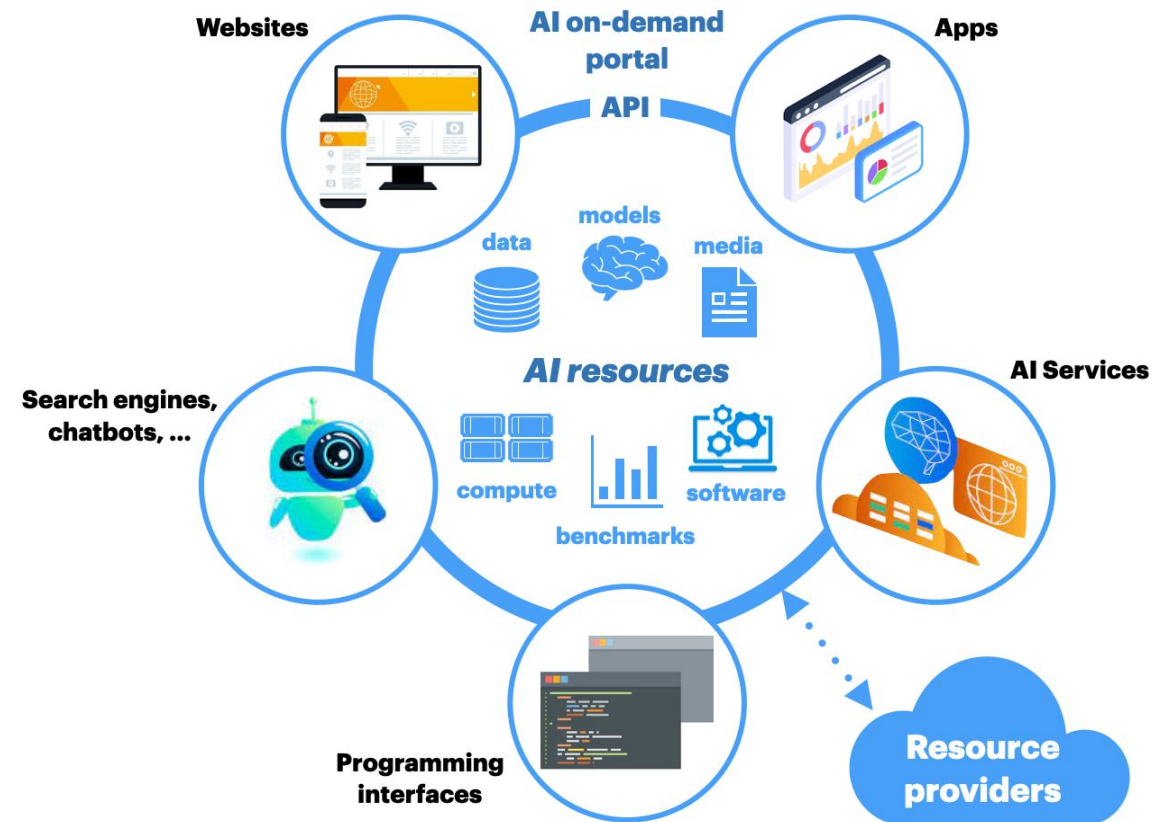 Websites
AI on-demand
portal
API
Apps
models
data
media
AI resources
AI Services
Search engines,
chatbots, ...
compute
software
benchmarks
Programming
interfaces
Resource
providers